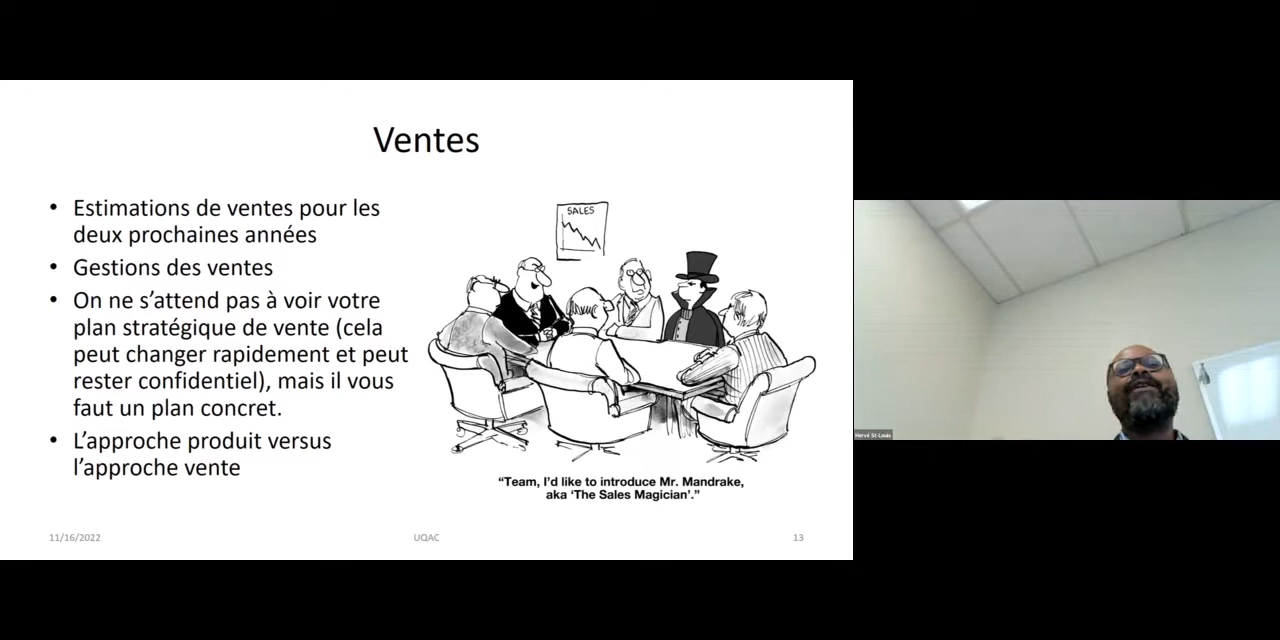 Ventes
• Estimations de ventes pour les
deux prochaines années
• Gestions des ventes
• On ne s’attend pas à voir votre
plan stratégique de vente (cela
peut changer rapidement et peut
rester confidentiel), mais il vous
faut un plan concret.
• L’approche produit versus
l’approche vente
SALES
“Team, I’d like to introduce Mr. Mandrake,
aka ‘The Sales Magician’.”
11/16/2022
UQAC
13
Hervé St-Louis